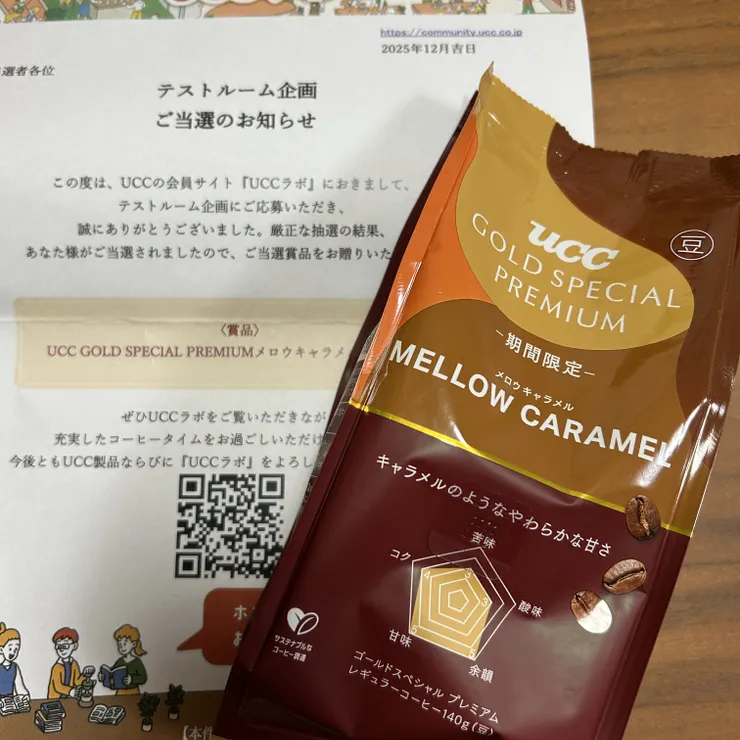 https://community.ucc.co.jp
2025年12月吉日
選者各位
テストルーム企画
ご当選のお知らせ
この度は、UCCの会員サイト『UCCラボ』におきまして、
テストルーム企画にご応募いただき、
誠にありがとうございました。厳正な抽選の結果、
あなた様がご当選されましたので、ご当選賞品をお贈りいた
〈賞品〉
UCC GOLD SPECIAL PREMIUMメロウキャラメ
ぜひUCCラボをご覧いただきなが
充実したコーヒータイムをお過ごしいただけ
今後ともUCC製品ならびに『UCCラボ』をよろし
【本件
UCC
GOLD SPECIAL
PREMIUM
豆
−期間限定−
メロウ キャラメル
MELLOW CARAMEL
キャラメルのようなやわらかな甘さ
苦味
コク
酸味
甘味
余韻
4
3
3
5
5
サステナブルな
コーヒー調達
ゴールドスペシャル プレミアム
レギュラーコーヒー140g(豆)